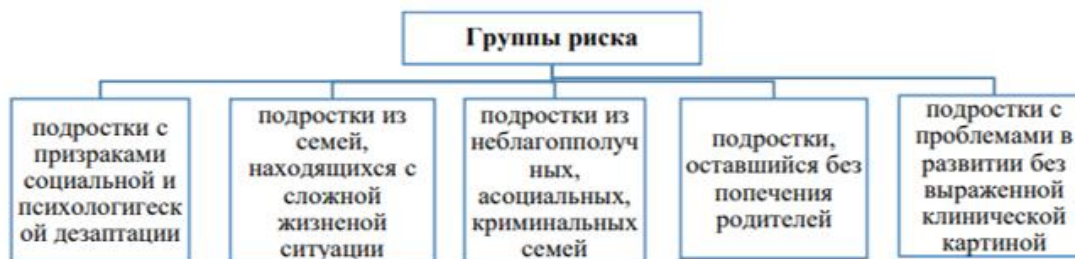 Группы риска
подростки с
призраками
социальной и
психологигеск
ой дезаптации
подростки из
семей,
находящихся с
сложной
жизненой
ситуации
подростки из
неблагопполуч
ных,
асоциальных,
криминальных
семей
подростки,
оставшийся без
попечения
родителей
подростки с
проблемами в
развитии без
выраженной
клинической
картиной